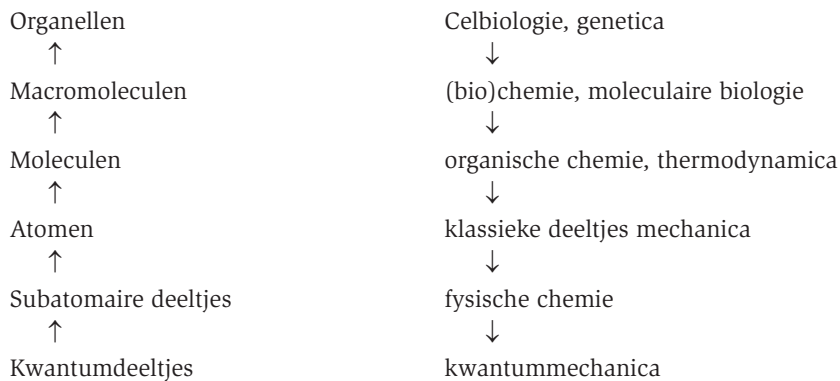 Organellen Celbiologie, genetica
↑ ↓
Macromoleculen (bio)chemie, moleculaire biologie
↑ ↓
Moleculen organische chemie, thermodynamica
↑ ↓
Atomen klassieke deeltjes mechanica
↑ ↓
Subatomaire deeltjes fysische chemie
↑ ↓
Kwantumdeeltjes kwantummechanica